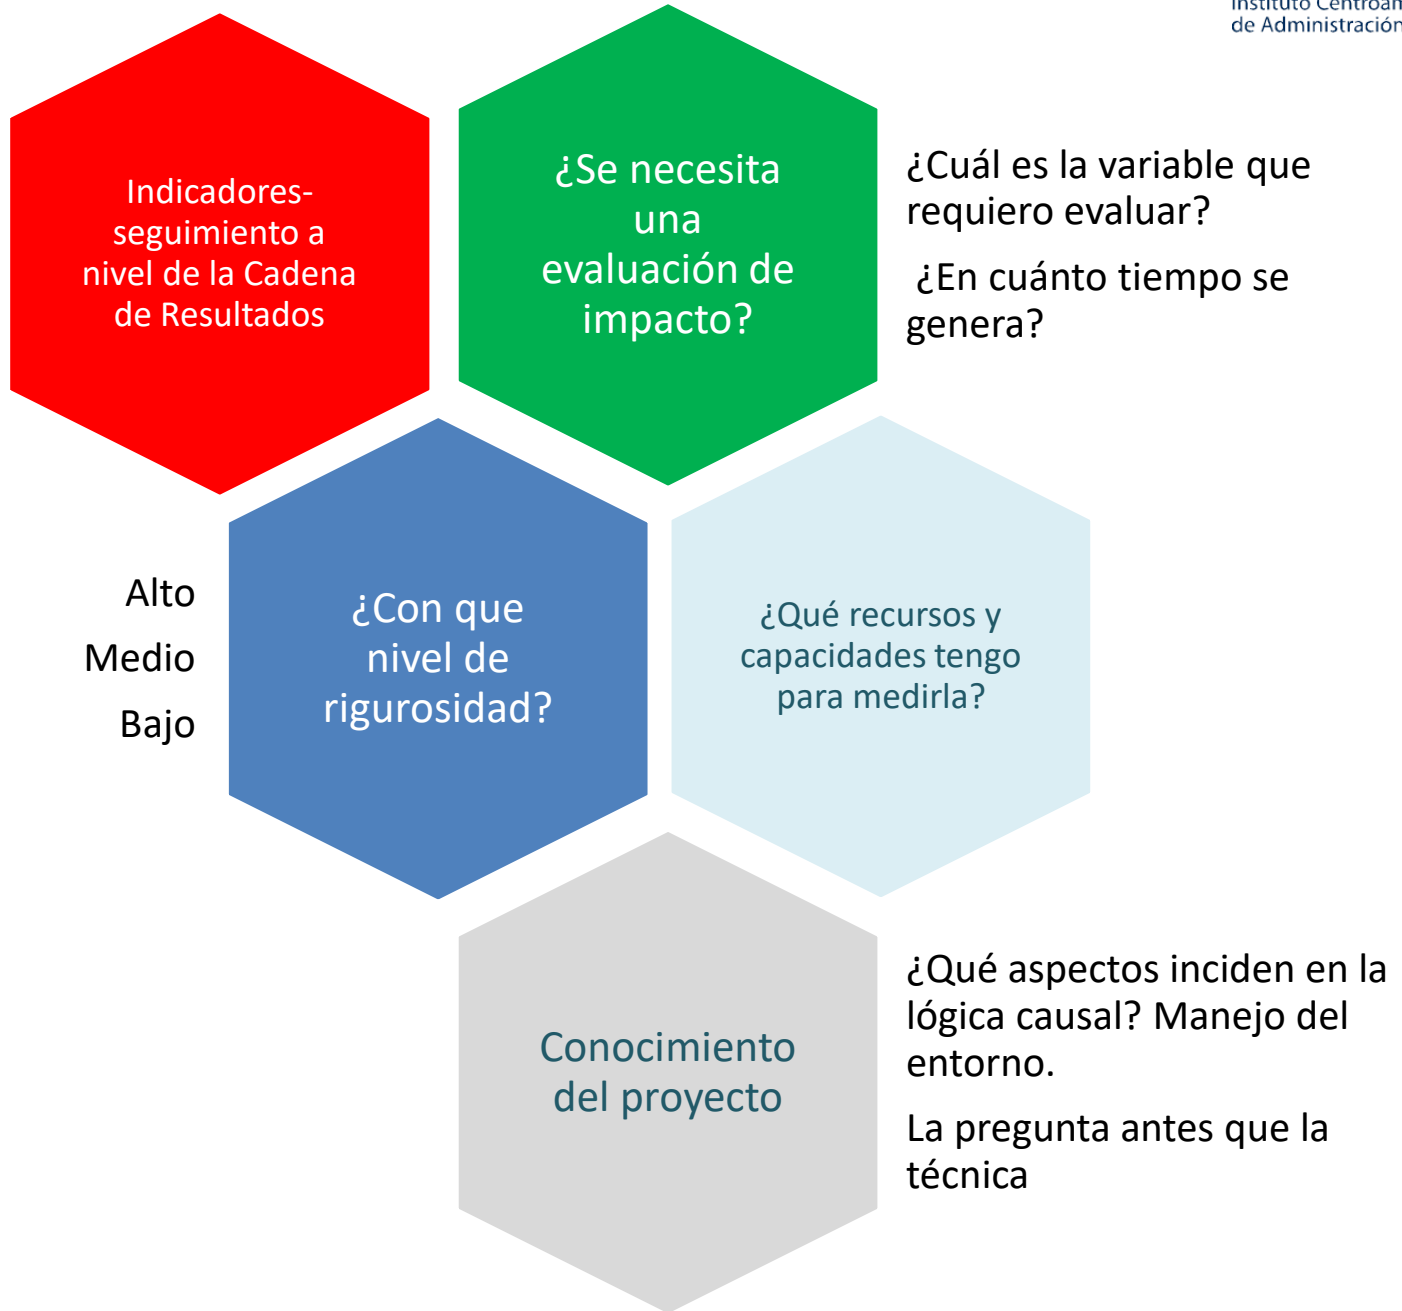 Instituto
de Administración
Indicadores-
seguimiento a
nivel de la Cadena
de Resultados
¿Se necesita
una
evaluación de
impacto?
¿Cuál es la variable que
requiero evaluar?
¿En cuánto tiempo se
genera?
Alto
Medio
Bajo
¿Con que
nivel de
rigurosidad?
¿Qué recursos y
capacidades tengo
para medirla?
Conocimiento
del proyecto
¿Qué aspectos inciden en la
lógica causal? Manejo del
entorno.
La pregunta antes que la
técnica